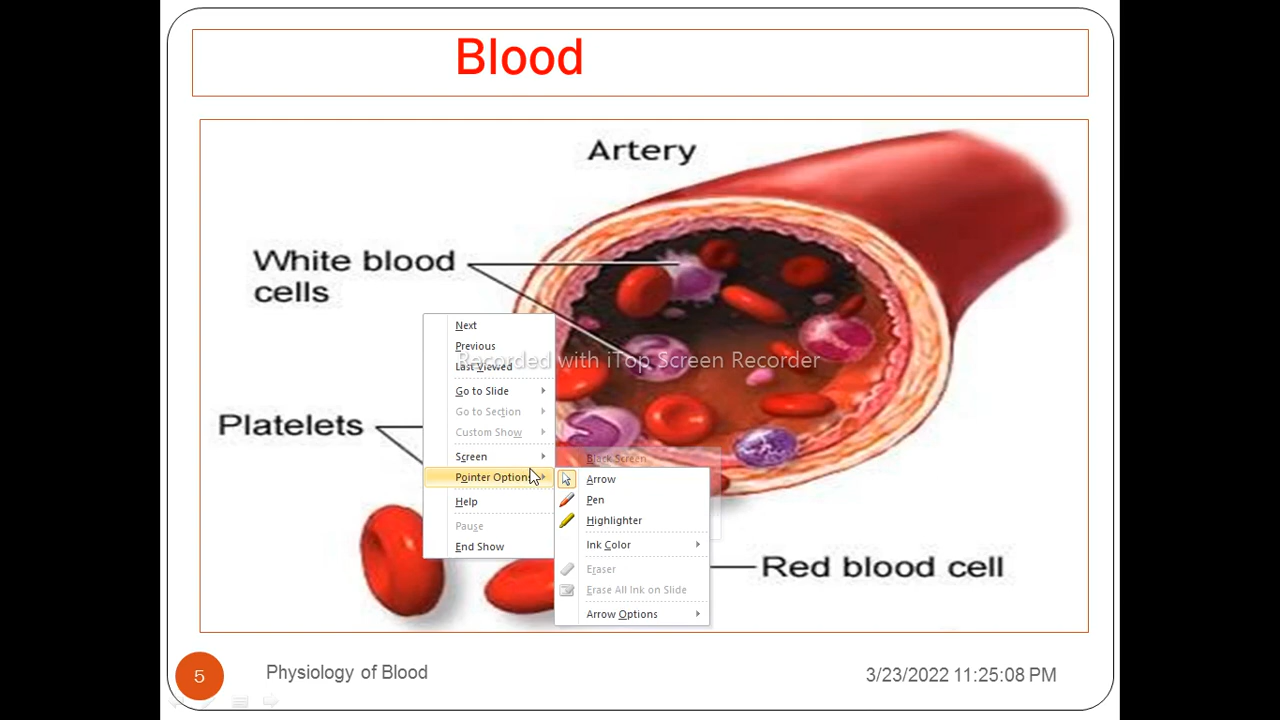 Blood
Artery
White blood
cells
Platelets
Red blood cell
Next
Previous
Last Viewed
Go to Slide
Go to Section
Custom Show
Screen
Pointer Options
Help
Pause
End Show
Black Screen
Arrow
Pen
Highlighter
Ink Color
Eraser
Erase All Ink on Slide
Arrow Options
Recorded with iTop Screen Recorder
5
Physiology of Blood
3/23/2022 11:25:08 PM